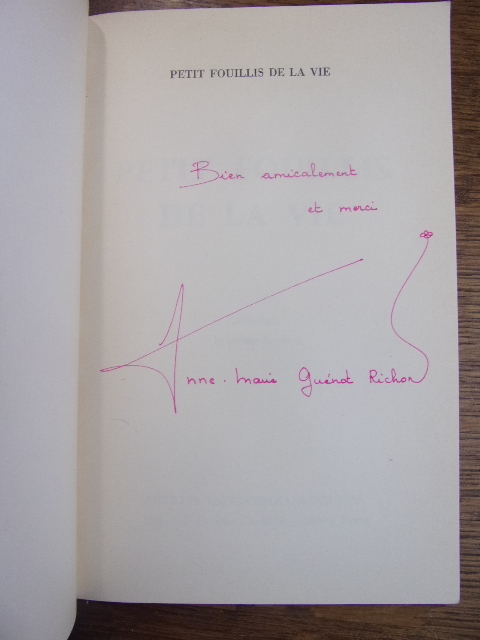 PETIT FOUILLIS DE LA VIE
Bien amicalement
et merci
Anne-Marie Guénot Richon